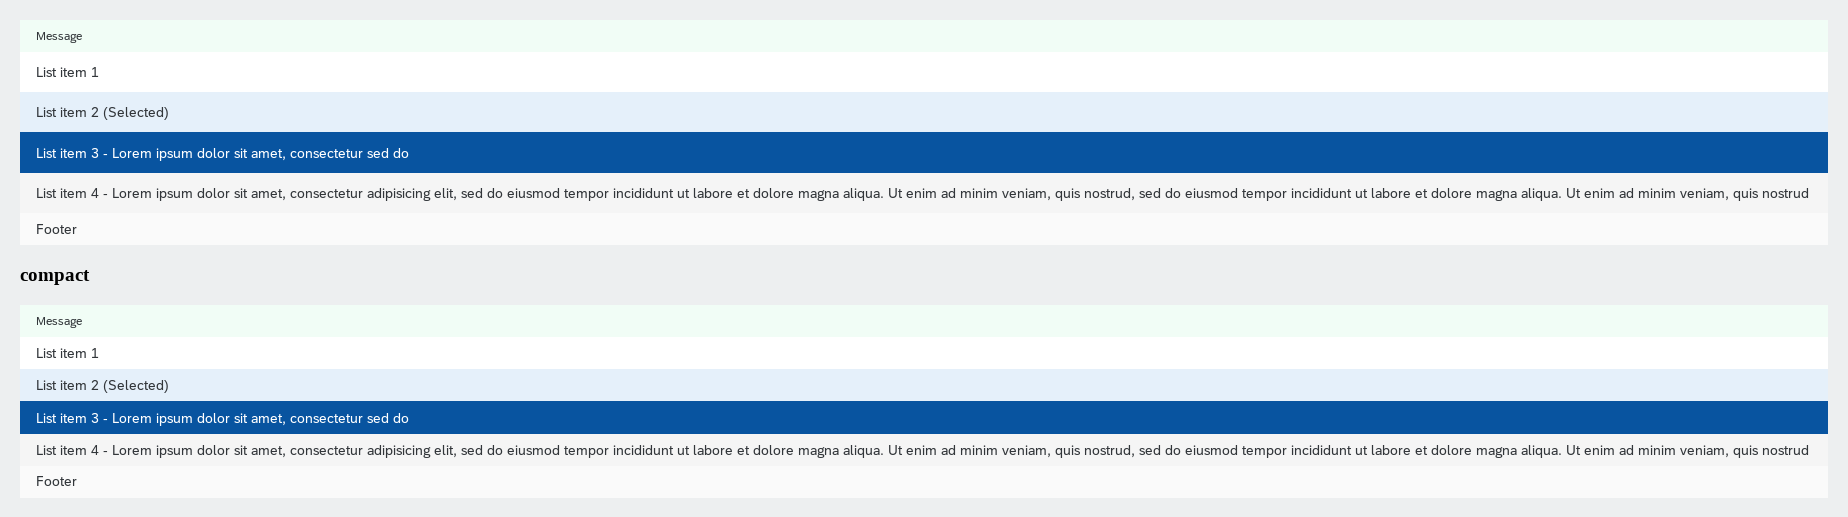 Message
List item 1
List item 2 (Selected)
List item 3 - Lorem ipsum dolor sit amet, consectetur sed do
List item 4 - Lorem ipsum dolor sit amet, consectetur adipisicing elit, sed do eiusmod tempor incididunt ut labore et dolore magna aliqua. Ut enim ad minim veniam, quis nostrud, sed do eiusmod tempor incididunt ut labore et dolore magna aliqua. Ut enim ad minim veniam, quis nostrud
Footer
compact
Message
List item 1
List item 2 (Selected)
List item 3 - Lorem ipsum dolor sit amet, consectetur sed do
List item 4 - Lorem ipsum dolor sit amet, consectetur adipisicing elit, sed do eiusmod tempor incididunt ut labore et dolore magna aliqua. Ut enim ad minim veniam, quis nostrud, sed do eiusmod tempor incididunt ut labore et dolore magna aliqua. Ut enim ad minim veniam, quis nostrud
Footer